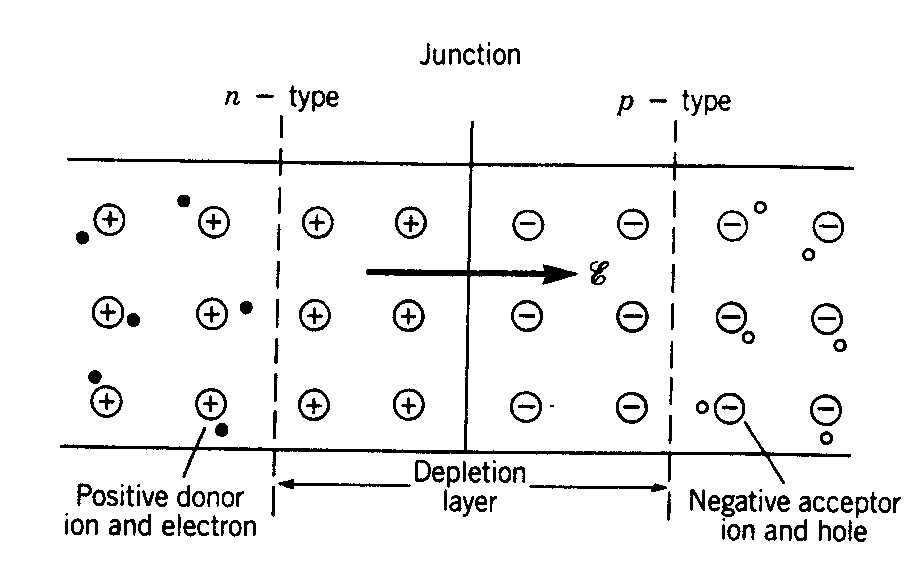 Junction
n – type
p – type
ℰ
Depletion
layer
Positive donor
ion and electron
Negative acceptor
ion and hole